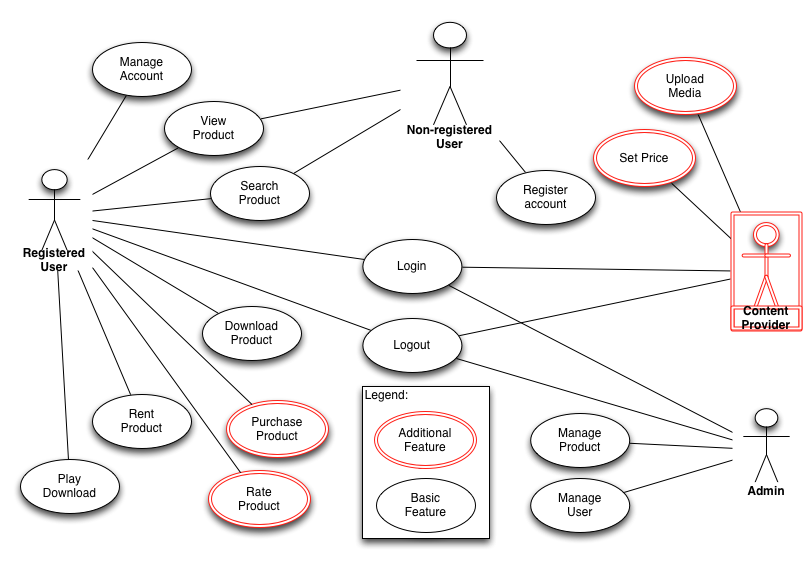 Manage
Account
View
Product
Non-registered
User
Upload
Media
Set Price
Search
Product
Register
account
Registered
User
Login
Content
Provider
Download
Product
Logout
Legend:
Rent
Product
Purchase
Product
Additional
Feature
Manage
Product
Play
Download
Rate
Product
Basic
Feature
Manage
User
Admin